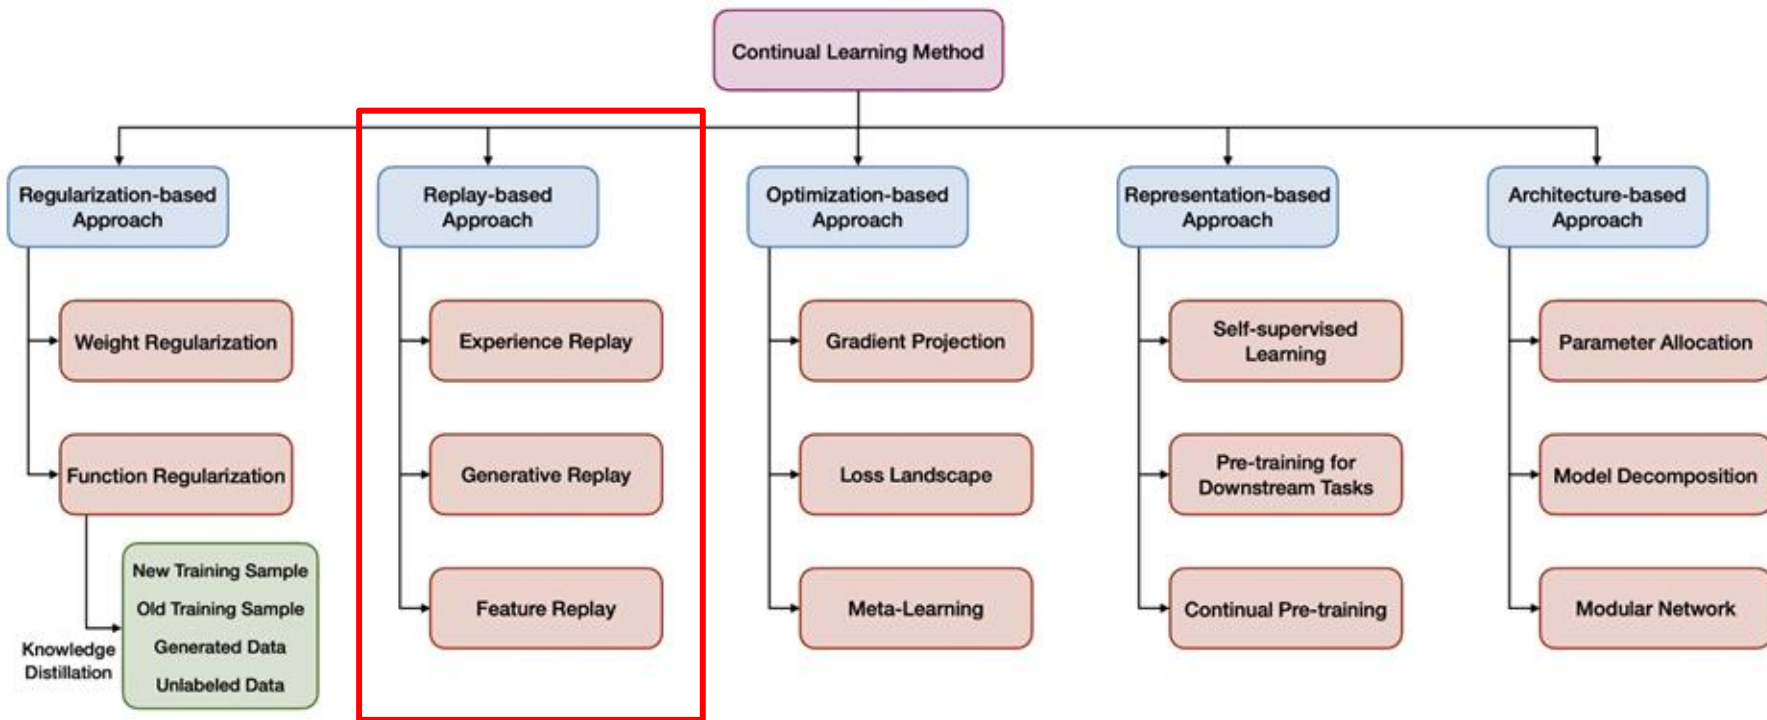 Continual Learning Method
Regularization-based
Approach
Weight Regularization
Function Regularization
Knowledge
Distillation
New Training Sample
Old Training Sample
Generated Data
Unlabeled Data
Replay-based
Approach
Experience Replay
Generative Replay
Feature Replay
Optimization-based
Approach
Gradient Projection
Loss Landscape
Meta-Learning
Representation-based
Approach
Self-supervised
Learning
Pre-training for
Downstream Tasks
Continual Pre-training
Architecture-based
Approach
Parameter Allocation
Model Decomposition
Modular Network